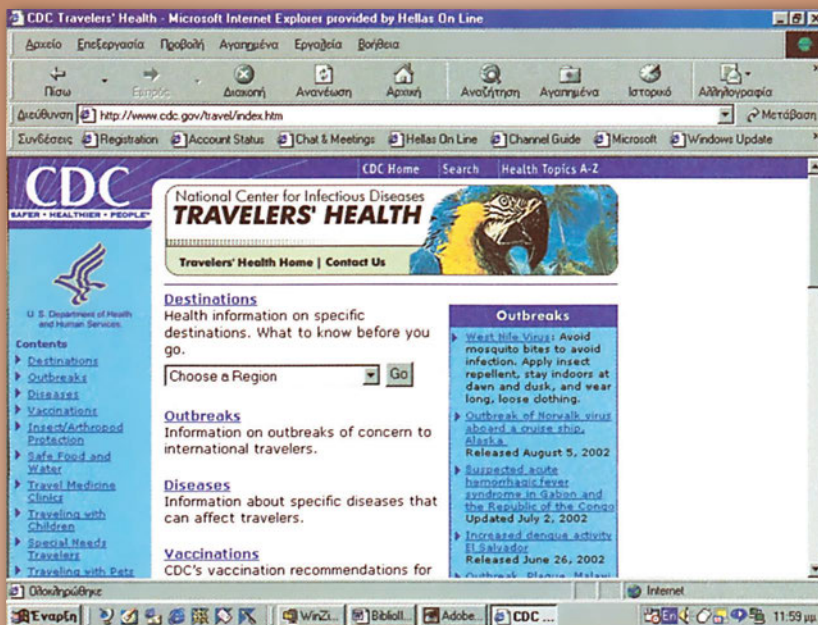 CDC Travelers' Health - Microsoft Internet Explorer provided by Hellas On Line
Αρχείο Επεξεργασία Προβολή Αγαπημένα Εργαλεία Βοήθεια
Πίσω Εμπρός Διακοπή Ανανέωση Αρχική Αναζήτηση Αγαπημένα Ιστορικό Αλληλογραφία
Διεύθυνση http://www.cdc.gov/travel/index.htm Μετάβαση
Συνδέσεις Registration Account Status Chat & Meetings Hellas On Line Channel Guide Microsoft Windows Update
CDC Home Search Health Topics A-Z
CDC
SAFER • HEALTHIER • PEOPLE™
National Center for Infectious Diseases
TRAVELERS' HEALTH
Travelers' Health Home | Contact Us
U. S. Department of Health
and Human Services
Contents
Destinations
Outbreaks
Diseases
Vaccinations
Insect/Arthropod
Protection
Safe Food and
Water
Travel Medicine
Clinics
Traveling with
Children
Special Needs
Travelers
Traveling with Pets
Destinations
Health information on specific
destinations. What to know before you
go.
Choose a Region Go
Outbreaks
Information on outbreaks of concern to
international travelers.
Diseases
Information about specific diseases that
can affect travelers.
Vaccinations
CDC's vaccination recommendations for
Outbreaks
West Nile Virus: Avoid
mosquito bites to avoid
infection. Apply insect
repellent, stay indoors at
dawn and dusk, and wear
long, loose clothing.
Outbreak of Norwalk virus
aboard a cruise ship,
Alaska
Released August 5, 2002
Suspected acute
hemorrhagic fever
syndrome in Gabon and
the Republic of the Congo
Updated July 2, 2002
Increased dengue activity
El Salvador
Released June 26, 2002
Outbreak, Plague, Malawi
Ολοκληρώθηκε Internet
Έναρξη WinZi... Biblioll... Adobe... CDC ... En 11:59 μμ